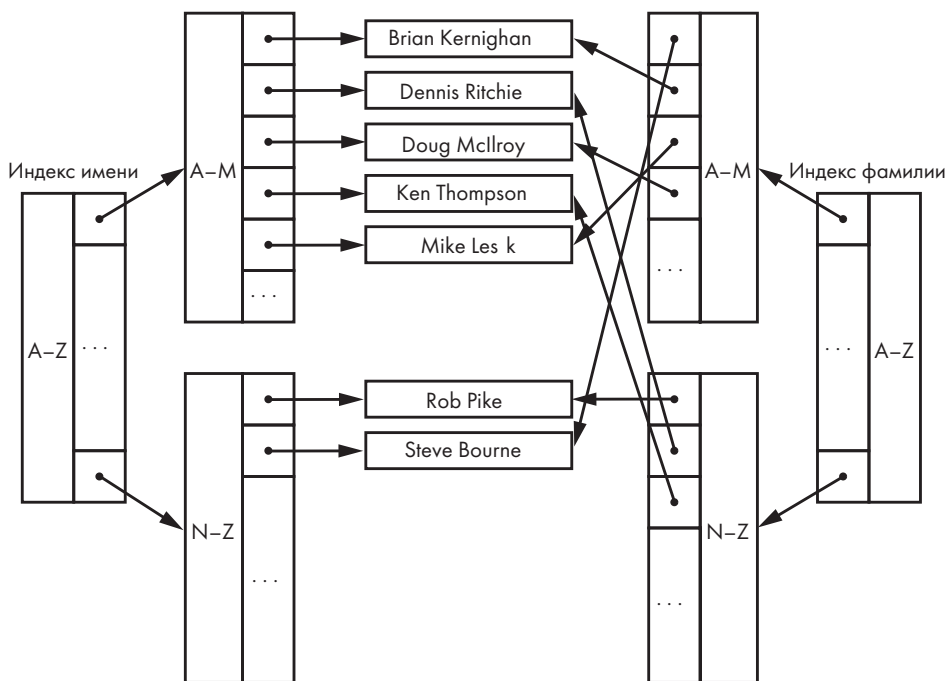 Brian Kernighan
Dennis Ritchie
Doug McIlroy
Индекс имени
A–M
A–M
Индекс фамилии
Ken Thompson
Mike Les k
...
...
A–Z
...
...
A–Z
Rob Pike
Steve Bourne
N–Z
N–Z
...
...